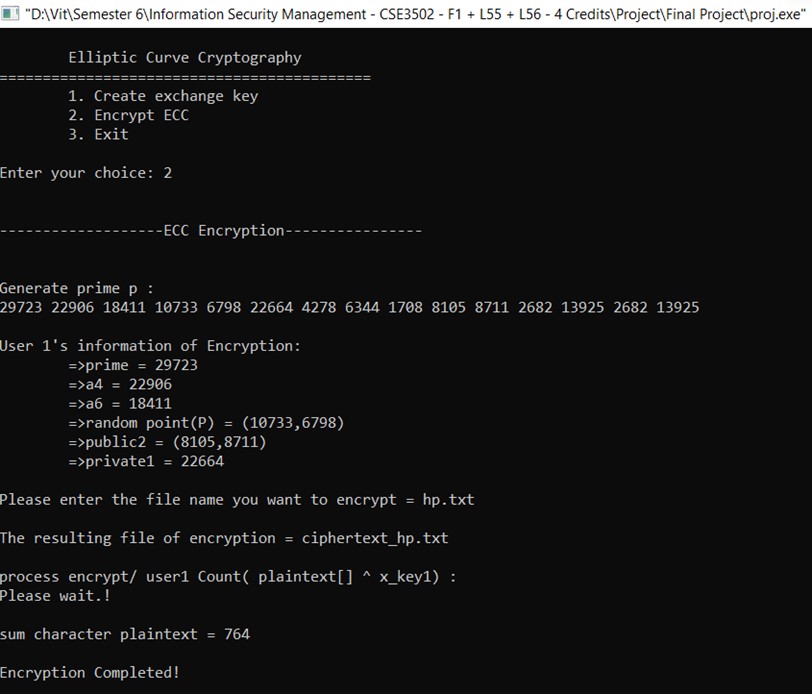 "D:\Vit\Semester 6\Information Security Management - CSE3502 - F1 + L55 + L56 - 4 Credits\Project\Final Project\proj.exe"
Elliptic Curve Cryptography
===========================================
1. Create exchange key
2. Encrypt ECC
3. Exit
Enter your choice: 2
-------------------ECC Encryption----------------
Generate prime p :
29723 22906 18411 10733 6798 22664 4278 6344 1708 8105 8711 2682 13925 2682 13925
User 1's information of Encryption:
=>prime = 29723
=>a4 = 22906
=>a6 = 18411
=>random point(P) = (10733,6798)
=>public2 = (8105,8711)
=>private1 = 22664
Please enter the file name you want to encrypt = hp.txt
The resulting file of encryption = ciphertext_hp.txt
process encrypt/ user1 Count( plaintext[] ^ x_key1) :
Please wait.!
sum character plaintext = 764
Encryption Completed!